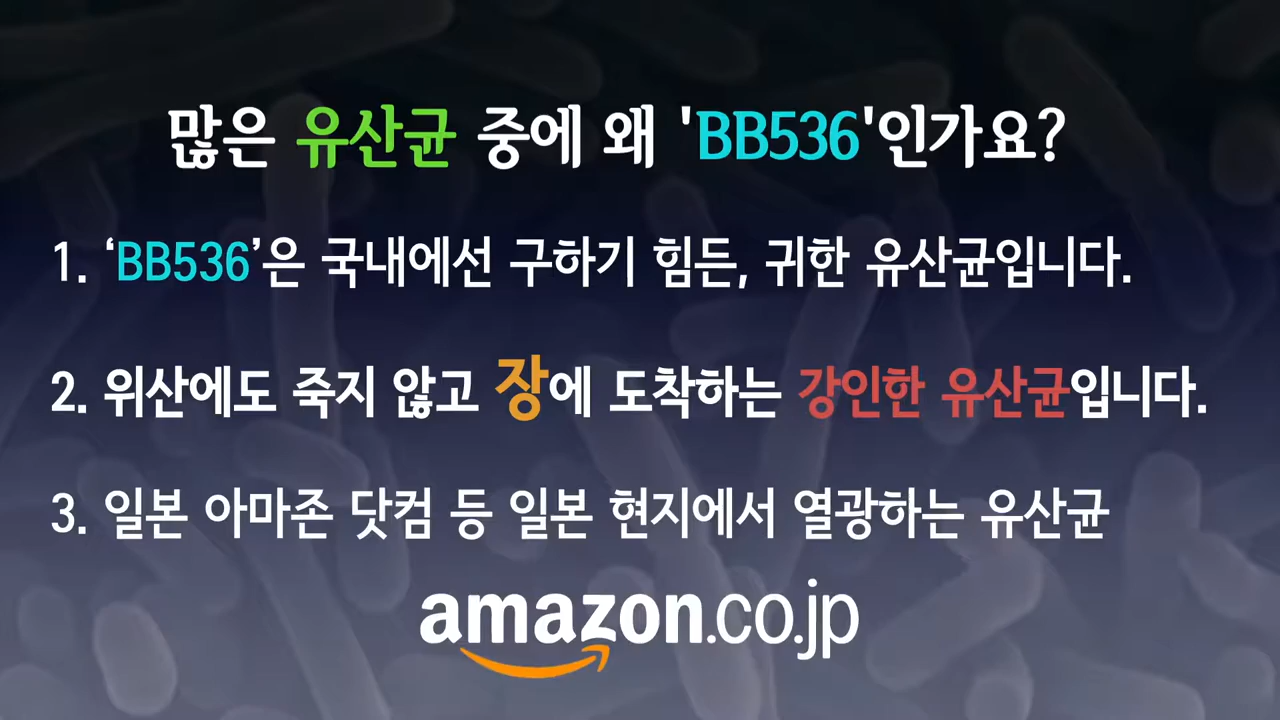 많은 유산균 중에 왜 'BB536'인가요?
1. ‘BB536’은 국내에선 구하기 힘든, 귀한 유산균입니다.
2. 위산에도 죽지 않고 장에 도착하는 강인한 유산균입니다.
3. 일본 아마존 닷컴 등 일본 현지에서 열광하는 유산균
amazon.co.jp